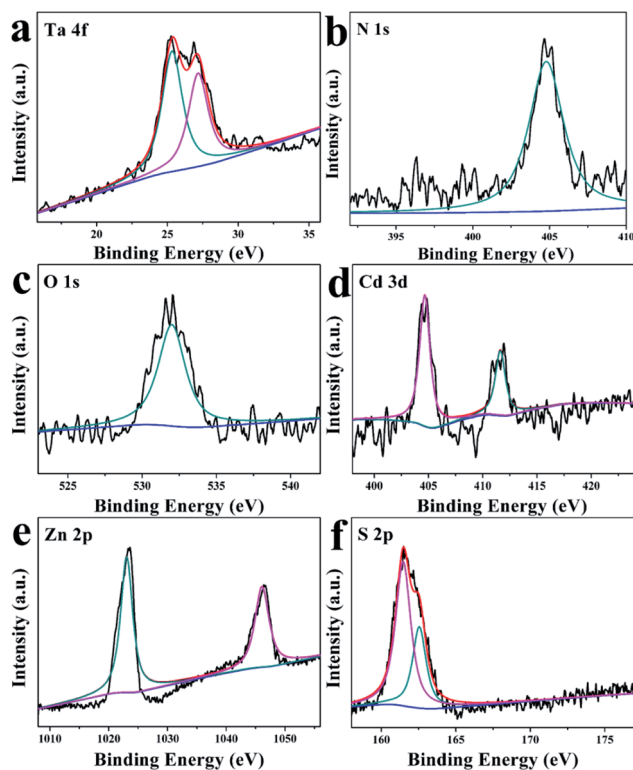 a
Ta 4f
Intensity (a.u.)
20 25 30 35
Binding Energy (eV)
b
N 1s
Intensity (a.u.)
395 400 405 410
Binding Energy (eV)
c
O 1s
Intensity (a.u.)
525 530 535 540
Binding Energy (eV)
d
Cd 3d
Intensity (a.u.)
400 405 410 415 420
Binding Energy (eV)
e
Zn 2p
Intensity (a.u.)
1010 1020 1030 1040 1050
Binding Energy (eV)
f
S 2p
Intensity (a.u.)
160 165 170 175
Binding Energy (eV)